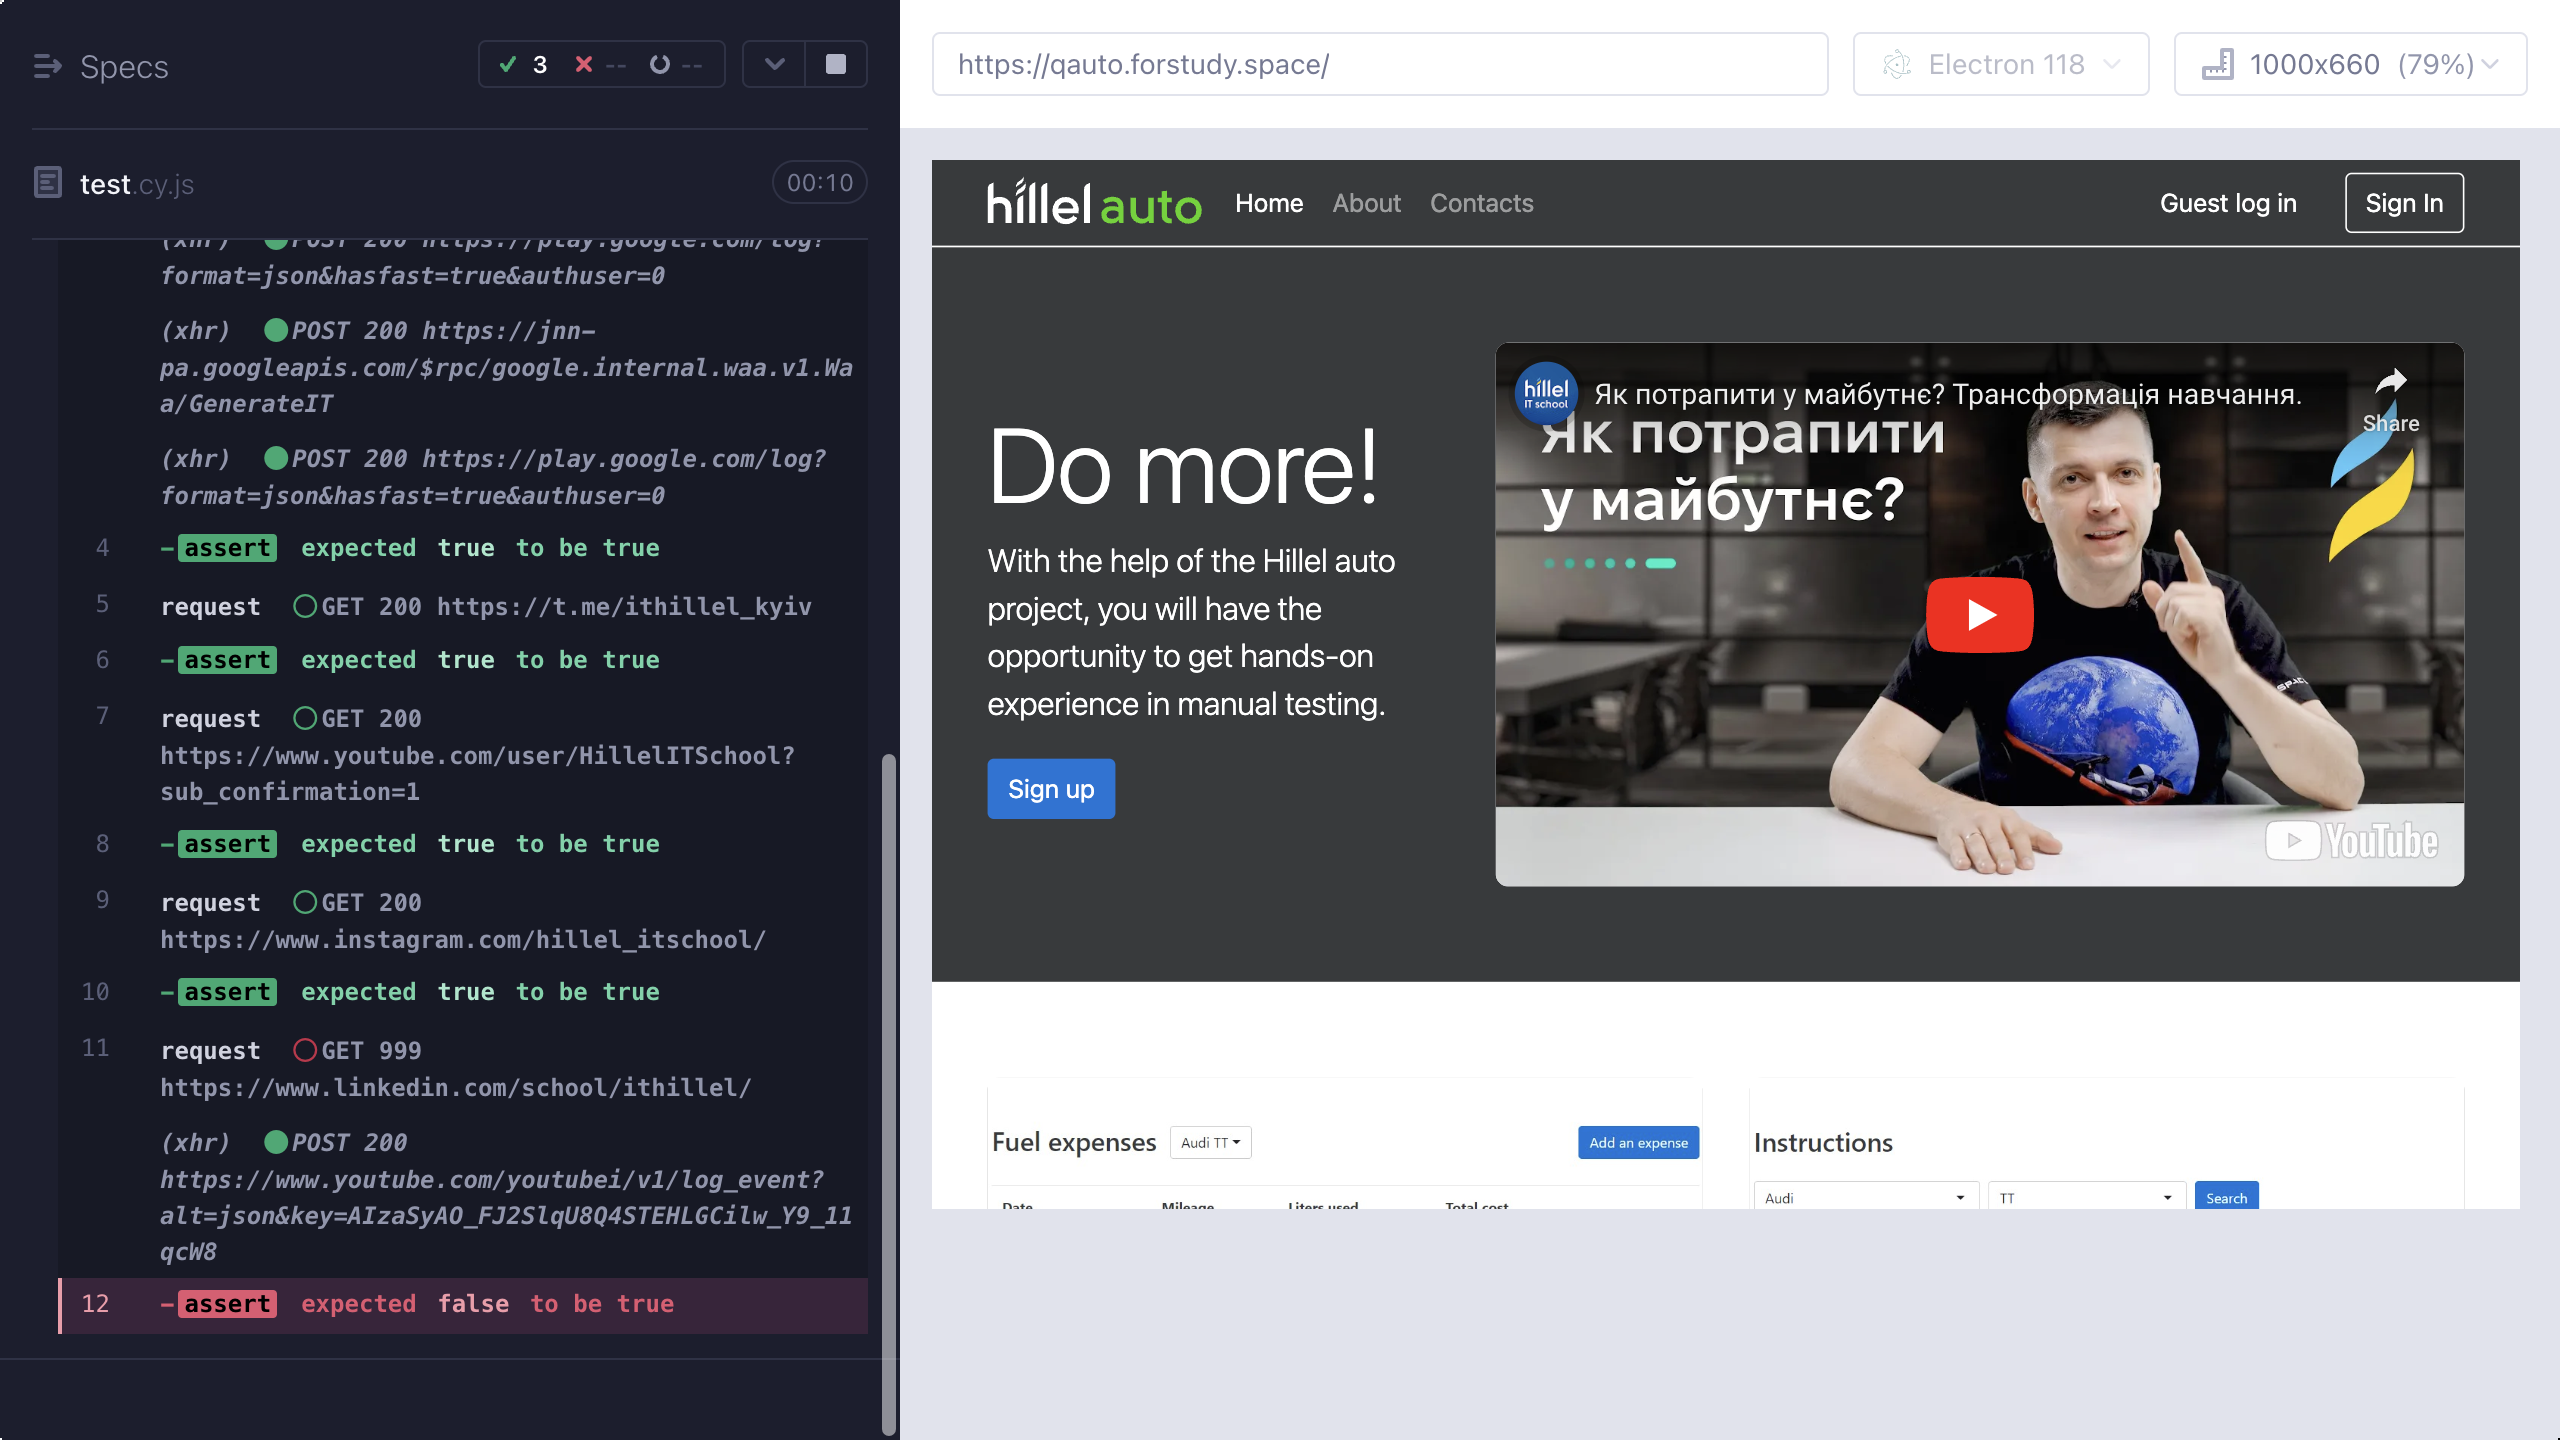 Specs
3 -- --
test.cy.js
00:10
(xhr) POST 200 https://play.google.com/log?
format=json&hasfast=true&authuser=0
(xhr) POST 200 https://jnn-
pa.googleapis.com/$rpc/google.internal.waa.v1.Wa
a/GenerateIT
(xhr) POST 200 https://play.google.com/log?
format=json&hasfast=true&authuser=0
4 -assert expected true to be true
5 request GET 200 https://t.me/ithillel_kyiv
6 -assert expected true to be true
7 request GET 200
https://www.youtube.com/user/HillelITSchool?
sub_confirmation=1
8 -assert expected true to be true
9 request GET 200
https://www.instagram.com/hillel_itschool/
10 -assert expected true to be true
11 request GET 999
https://www.linkedin.com/school/ithillel/
(xhr) POST 200
https://www.youtube.com/youtubei/v1/log_event?
alt=json&key=AIzaSyAO_FJ2SlqU8Q4STEHLGCilw_Y9_11
qcW8
12 -assert expected false to be true
https://qauto.forstudy.space/
Electron 118
1000x660 (79%)
hillel auto
Home
About
Contacts
Guest log in
Sign In
Do more!
With the help of the Hillel auto
project, you will have the
opportunity to get hands-on
experience in manual testing.
Sign up
hillel
IT school
Як потрапити у майбутнє? Трансформація навчання.
Share
Як потрапити
у майбутнє?
SPACE
YouTube
Fuel expenses
Audi TT
Add an expense
Date Mileage Liters used Total cost
Instructions
Audi
TT
Search